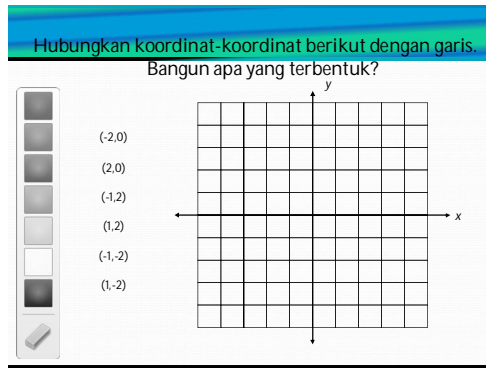 Hubungkan koordinat-koordinat berikut dengan garis.
Bangun apa yang terbentuk?
y
(-2,0)
(2,0)
(-1,2)
(1,2)
x
(-1,-2)
(1,-2)